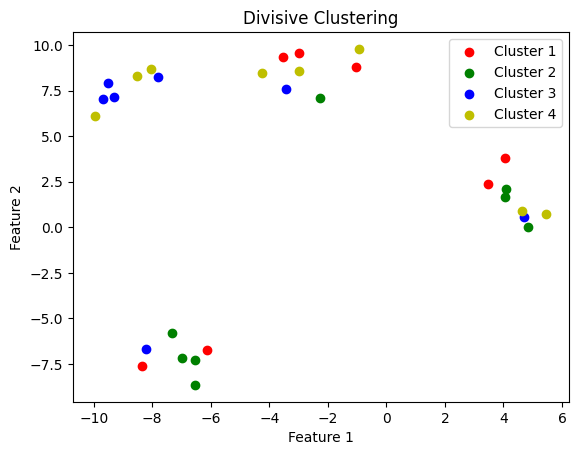 Divisive Clustering
10.0
7.5
5.0
2.5
0.0
−2.5
−5.0
−7.5
Feature 2
Cluster 1
Cluster 2
Cluster 3
Cluster 4
−10 −8 −6 −4 −2 0 2 4 6
Feature 1